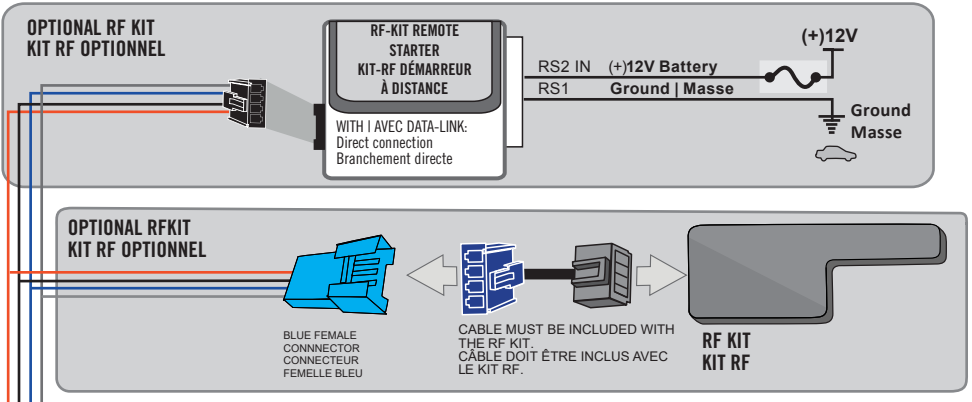 OPTIONAL RF KIT
KIT RF OPTIONNEL
RF-KIT REMOTE
STARTER
KIT-RF DÉMARREUR
À DISTANCE
WITH | AVEC DATA-LINK:
Direct connection
Branchement directe
RS2 IN (+)12V Battery
RS1 Ground | Masse
(+)12V
Ground
Masse
OPTIONAL RFKIT
KIT RF OPTIONNEL
BLUE FEMALE
CONNNECTOR
CONNECTEUR
FEMELLE BLEU
CABLE MUST BE INCLUDED WITH
THE RF KIT.
CÂBLE DOIT ÊTRE INCLUS AVEC
LE KIT RF.
RF KIT
KIT RF